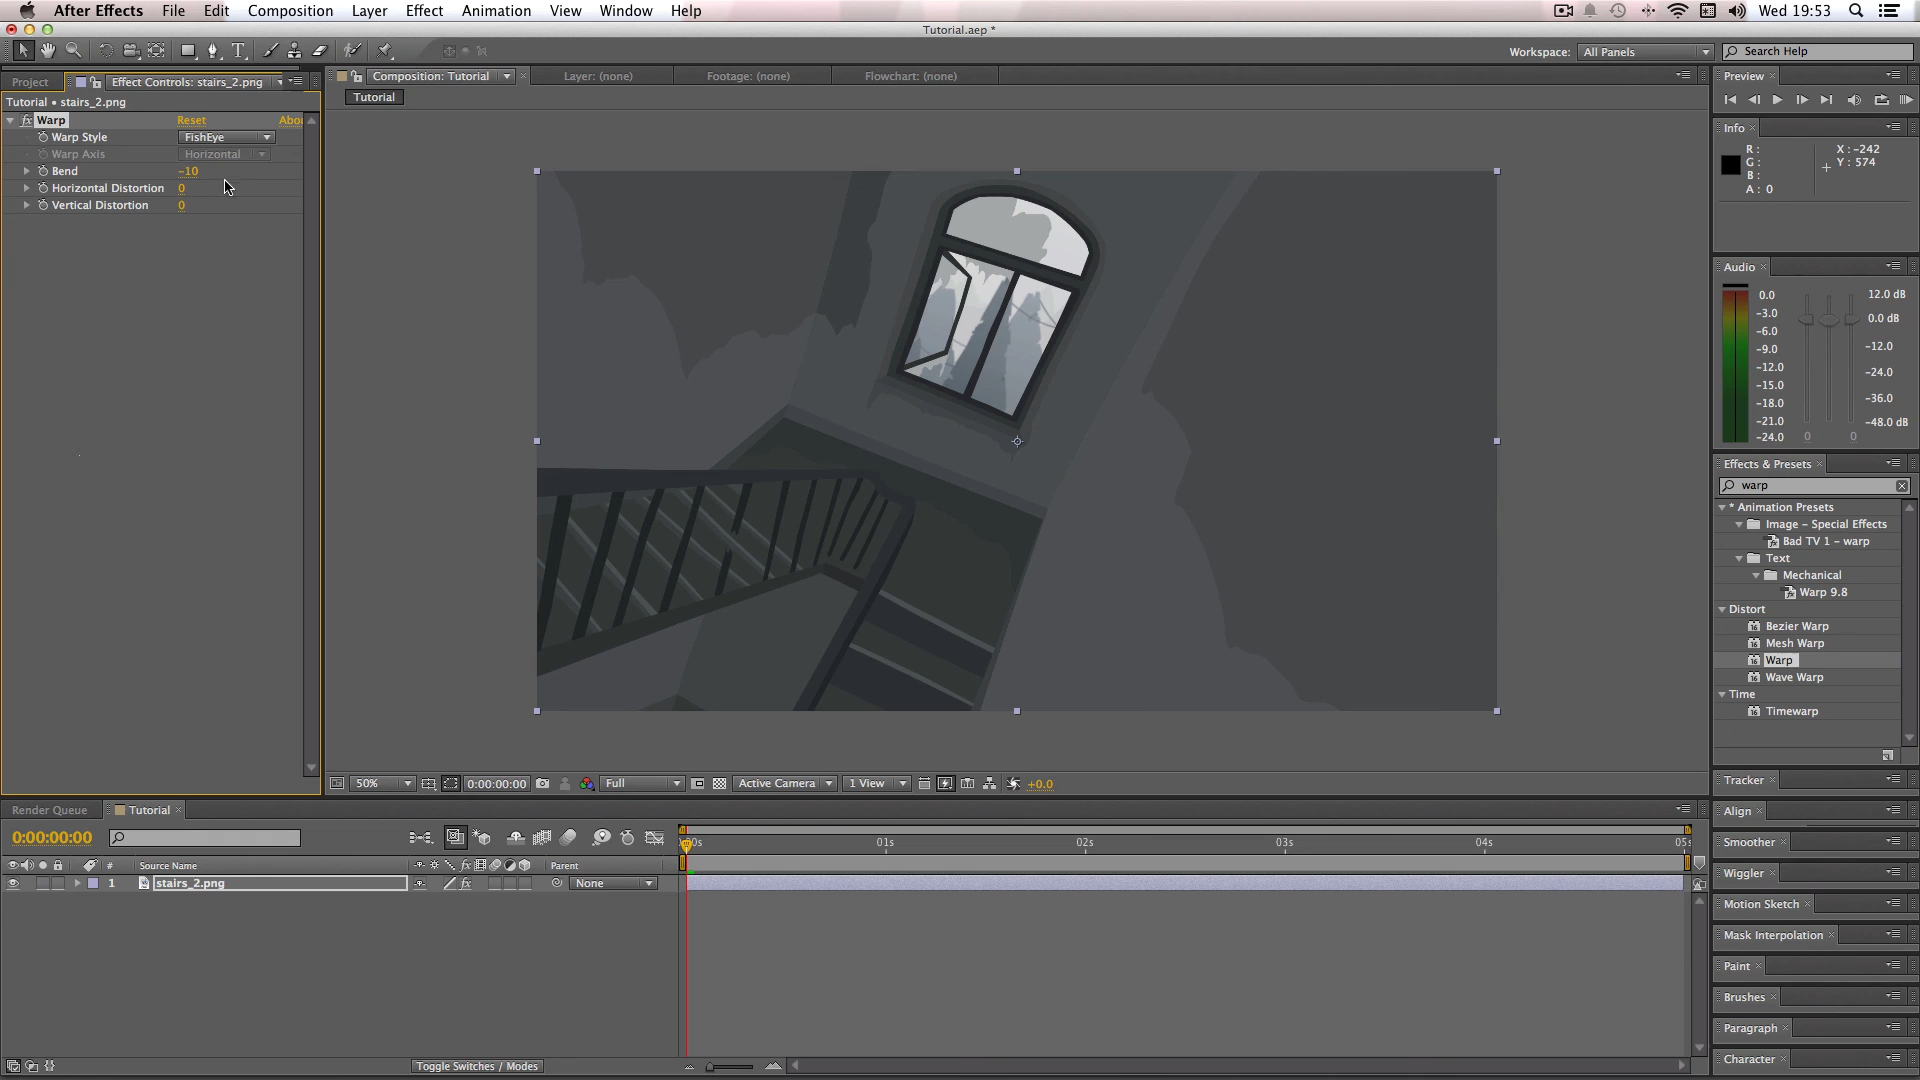 After Effects File Edit Composition Layer Effect Animation View Window Help Wed 19:53
Tutorial.aep *
Workspace: All Panels Search Help
Project Effect Controls: stairs_2.png Composition: Tutorial Layer: (none) Footage: (none) Flowchart: (none) Preview
Tutorial • stairs_2.png
Tutorial
Warp Reset Abou
Warp Style FishEye
Warp Axis Horizontal
Bend -10
Horizontal Distortion 0
Vertical Distortion 0
Info
R : X : -242
G : Y : 574
B :
A : 0
Audio
0.0 12.0 dB
-3.0 0.0 dB
-6.0
-9.0 -12.0
-12.0 -24.0
-15.0
-18.0 -36.0
-21.0 -48.0 dB
-24.0 0 0
Effects & Presets
warp
* Animation Presets
Image - Special Effects
Bad TV 1 - warp
Text
Mechanical
Warp 9.8
Distort
Bezier Warp
Mesh Warp
Warp
Wave Warp
Time
Timewarp
50% 0:00:00:00 Full Active Camera 1 View +0.0
Tracker
Align
Smoother
Wiggler
Motion Sketch
Mask Interpolation
Paint
Brushes
Paragraph
Character
Render Queue Tutorial
0:00:00:00
00s 01s 02s 03s 04s 05s
# Source Name fx Parent
1 stairs_2.png fx None
Toggle Switches / Modes